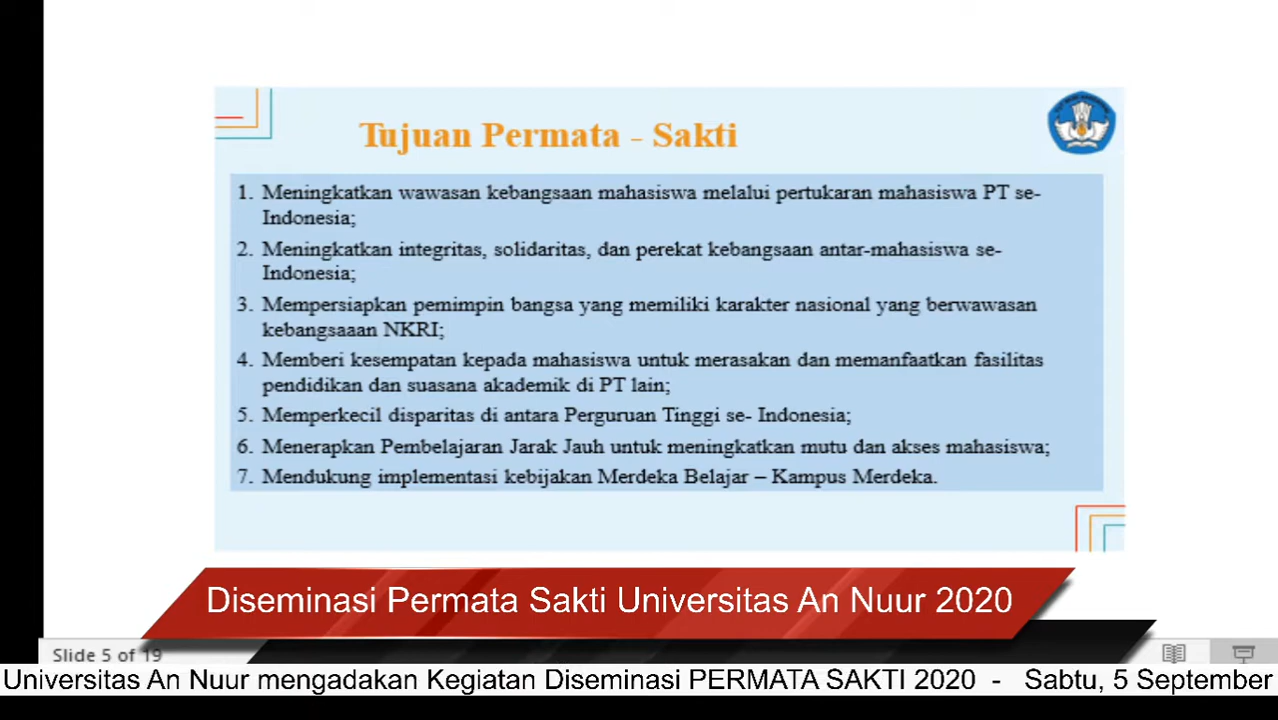 Tujuan Permata - Sakti
1. Meningkatkan wawasan kebangsaan mahasiswa melalui pertukaran mahasiswa PT se-
Indonesia;
2. Meningkatkan integritas, solidaritas, dan perekat kebangsaan antar-mahasiswa se-
Indonesia;
3. Mempersiapkan pemimpin bangsa yang memiliki karakter nasional yang berwawasan
kebangsaaan NKRI;
4. Memberi kesempatan kepada mahasiswa untuk merasakan dan memanfaatkan fasilitas
pendidikan dan suasana akademik di PT lain;
5. Memperkecil disparitas di antara Perguruan Tinggi se- Indonesia;
6. Menerapkan Pembelajaran Jarak Jauh untuk meningkatkan mutu dan akses mahasiswa;
7. Mendukung implementasi kebijakan Merdeka Belajar – Kampus Merdeka.
Diseminasi Permata Sakti Universitas An Nuur 2020
Slide 5 of 19
Universitas An Nuur mengadakan Kegiatan Diseminasi PERMATA SAKTI 2020 - Sabtu, 5 September